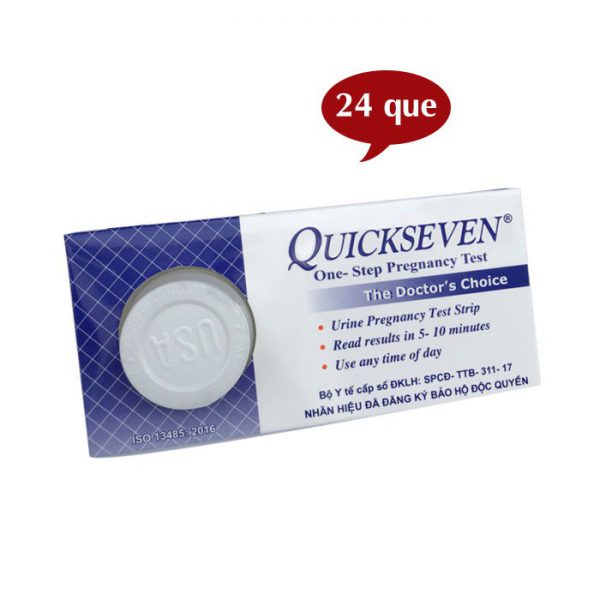 24 que
QUICKSEVEN®
One- Step Pregnancy Test
The Doctor's Choice
• Urine Pregnancy Test Strip
• Read results in 5- 10 minutes
• Use any time of day
Bộ Y tế cấp số ĐKLH: SPCĐ- TTB- 311- 17
NHÃN HIỆU ĐÃ ĐĂNG KÝ BẢO HỘ ĐỘC QUYỀN
USA
ISO 13485: 2016